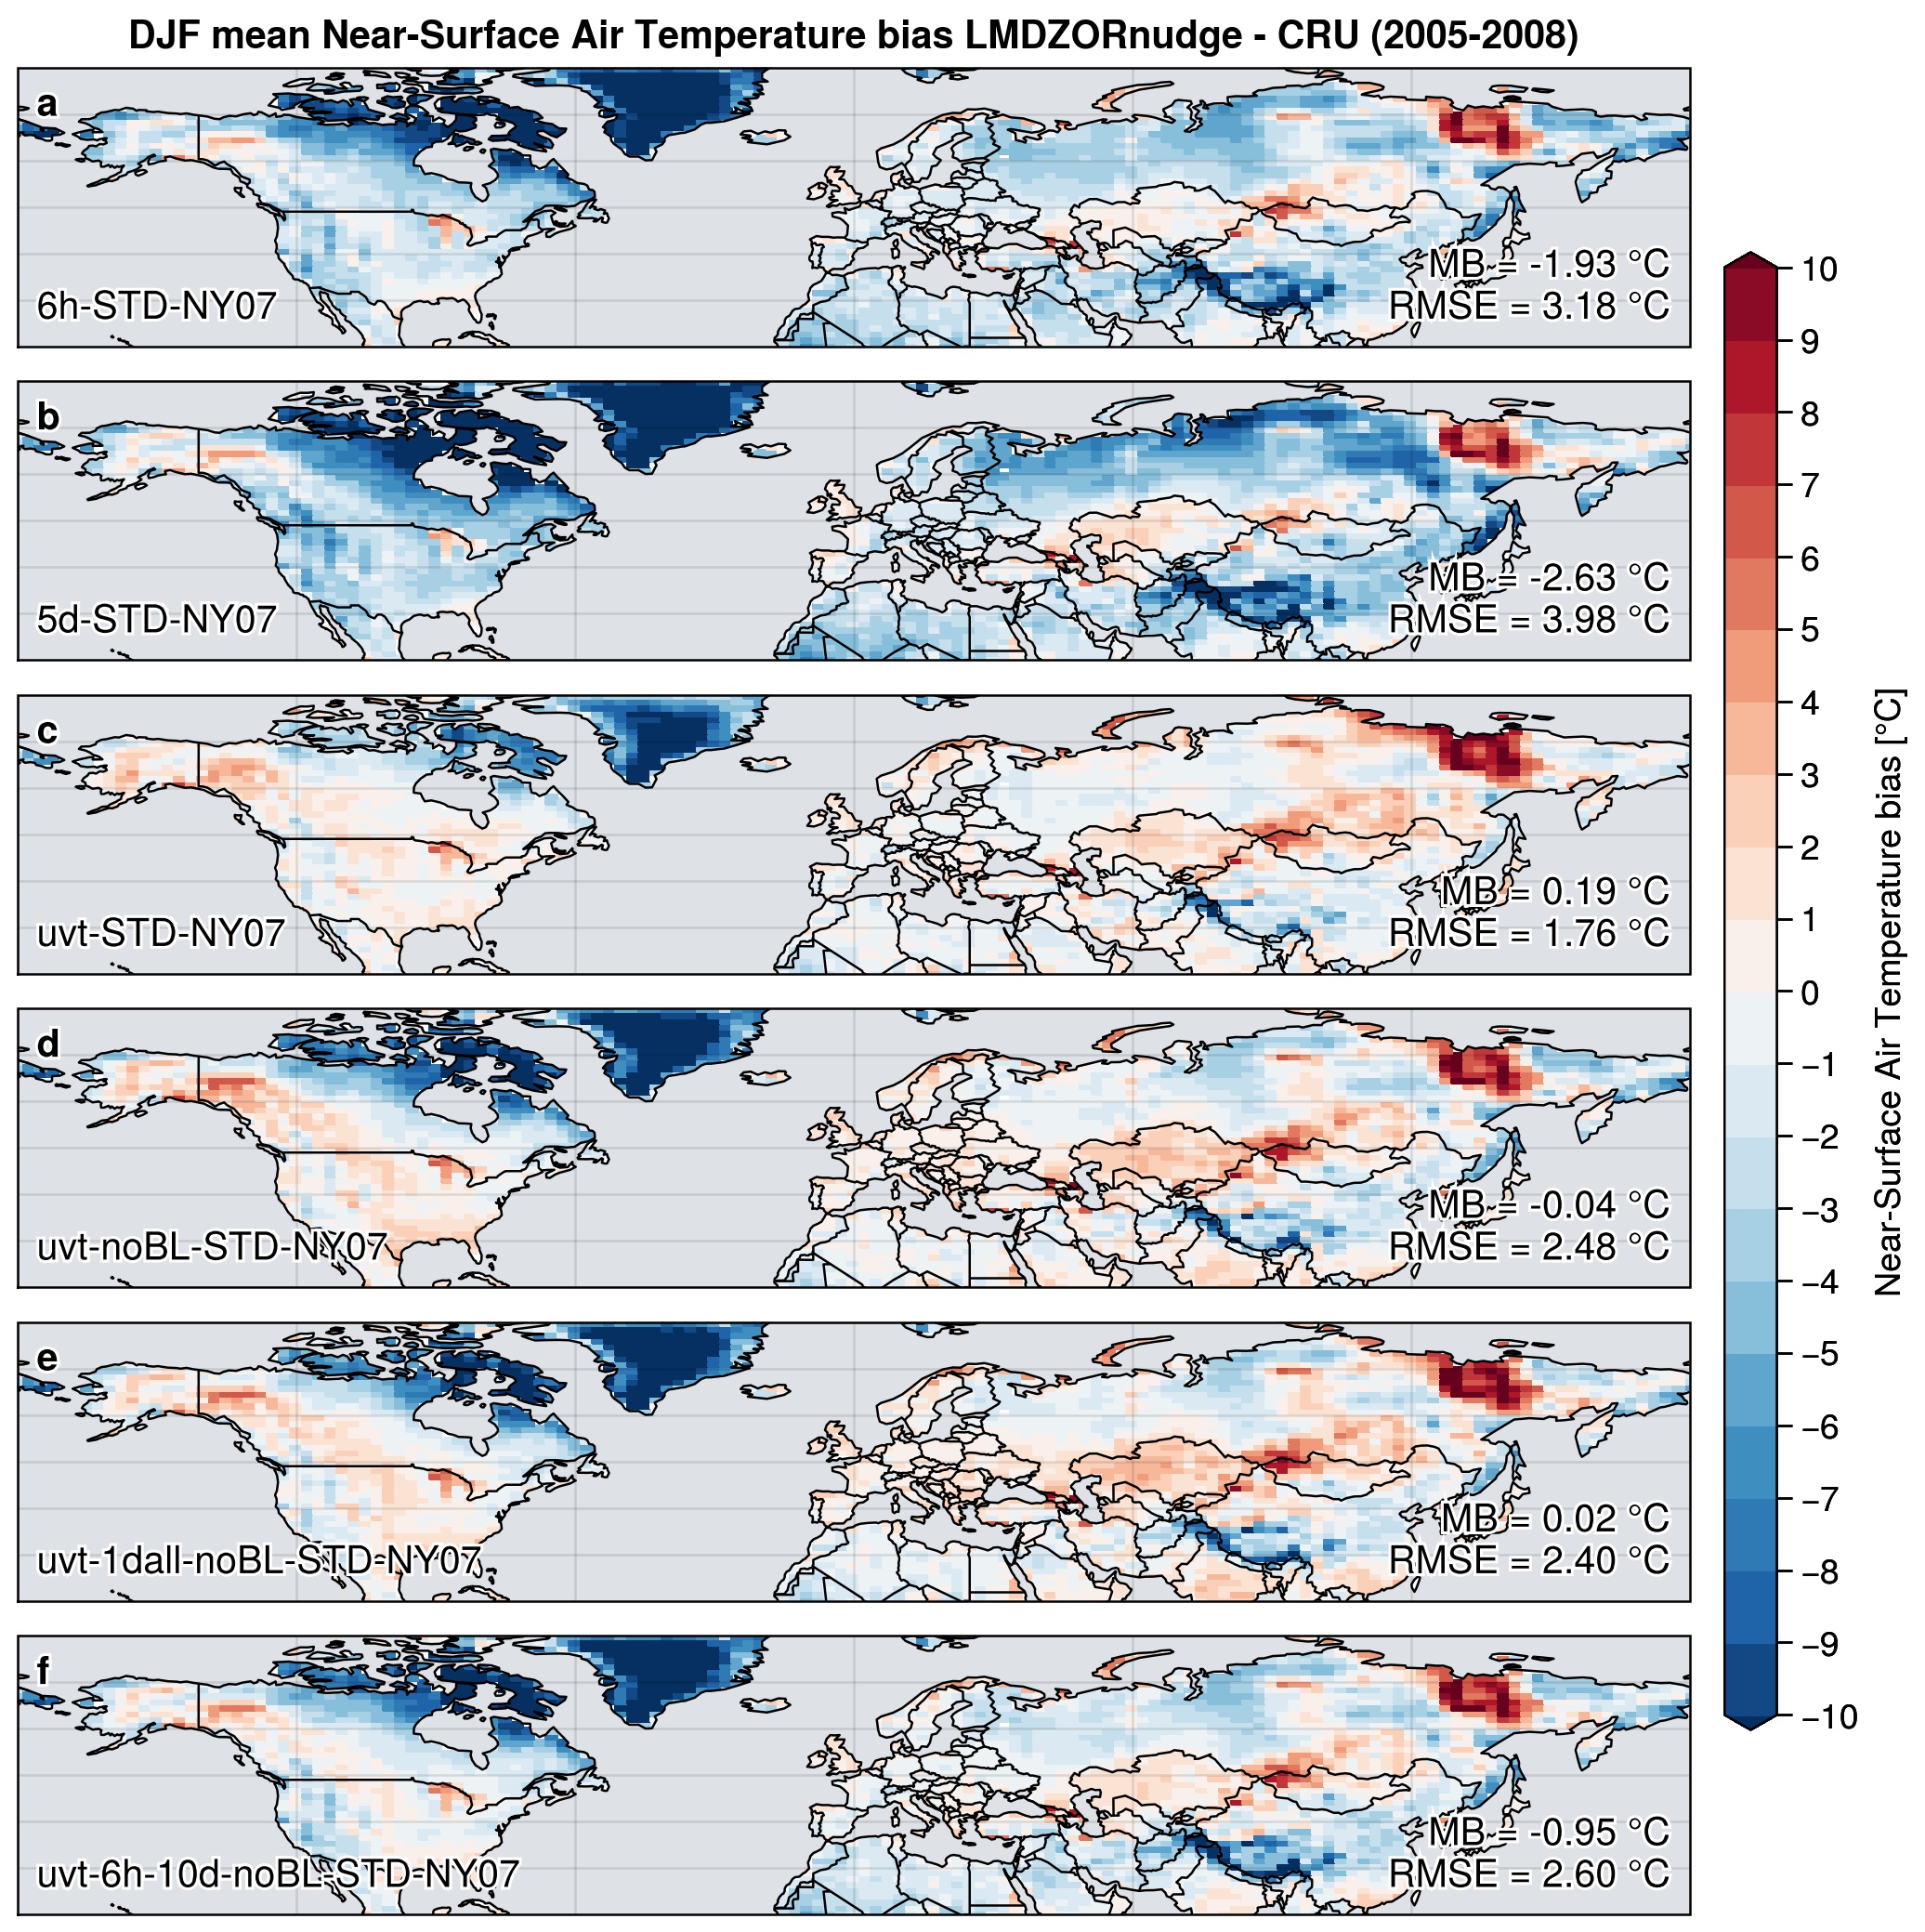 DJF mean Near-Surface Air Temperature bias LMDZORnudge - CRU (2005-2008)
a
6h-STD-NY07
MB = -1.93 °C
RMSE = 3.18 °C
b
5d-STD-NY07
MB = -2.63 °C
RMSE = 3.98 °C
c
uvt-STD-NY07
MB = 0.19 °C
RMSE = 1.76 °C
d
uvt-noBL-STD-NY07
MB = -0.04 °C
RMSE = 2.48 °C
e
uvt-1dall-noBL-STD-NY07
MB = 0.02 °C
RMSE = 2.40 °C
f
uvt-6h-10d-noBL-STD-NY07
MB = -0.95 °C
RMSE = 2.60 °C
10
9
8
7
6
5
4
3
2
1
0
−1
−2
−3
−4
−5
−6
−7
−8
−9
−10
Near-Surface Air Temperature bias [°C]